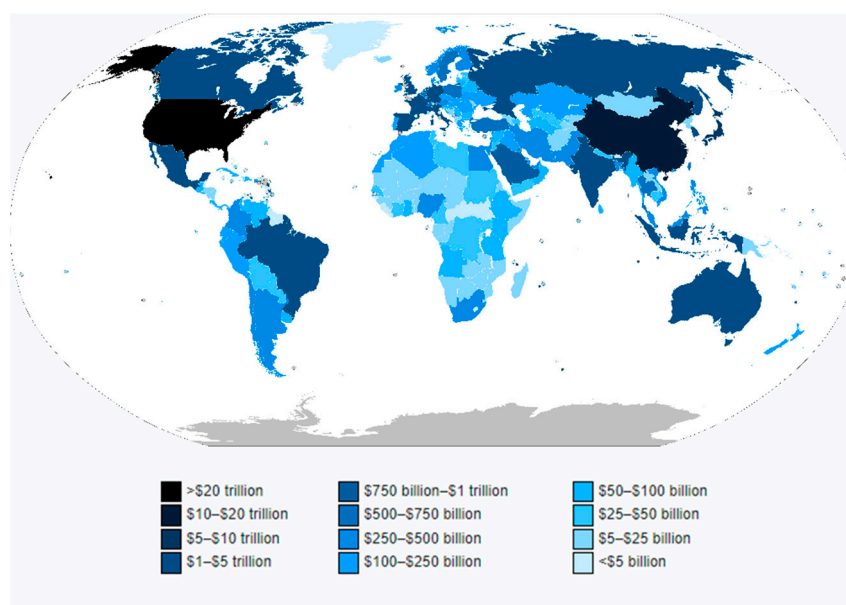 >$20 trillion
$10–$20 trillion
$5–$10 trillion
$1–$5 trillion
$750 billion–$1 trillion
$500–$750 billion
$250–$500 billion
$100–$250 billion
$50–$100 billion
$25–$50 billion
$5–$25 billion
<$5 billion